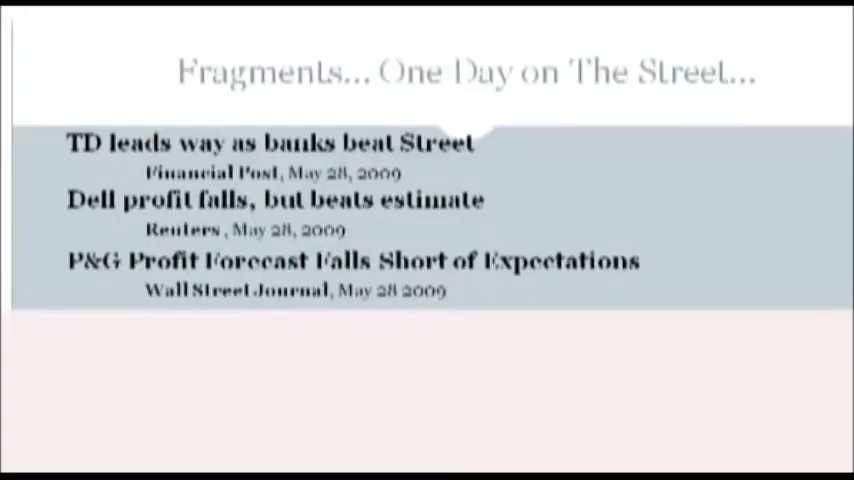 Fragments... One Day on The Street...
TD leads way as banks beat Street
Financial Post, May 28, 2009
Dell profit falls, but beats estimate
Reuters , May 28, 2009
P&G Profit Forecast Falls Short of Expectations
Wall Street Journal, May 28 2009